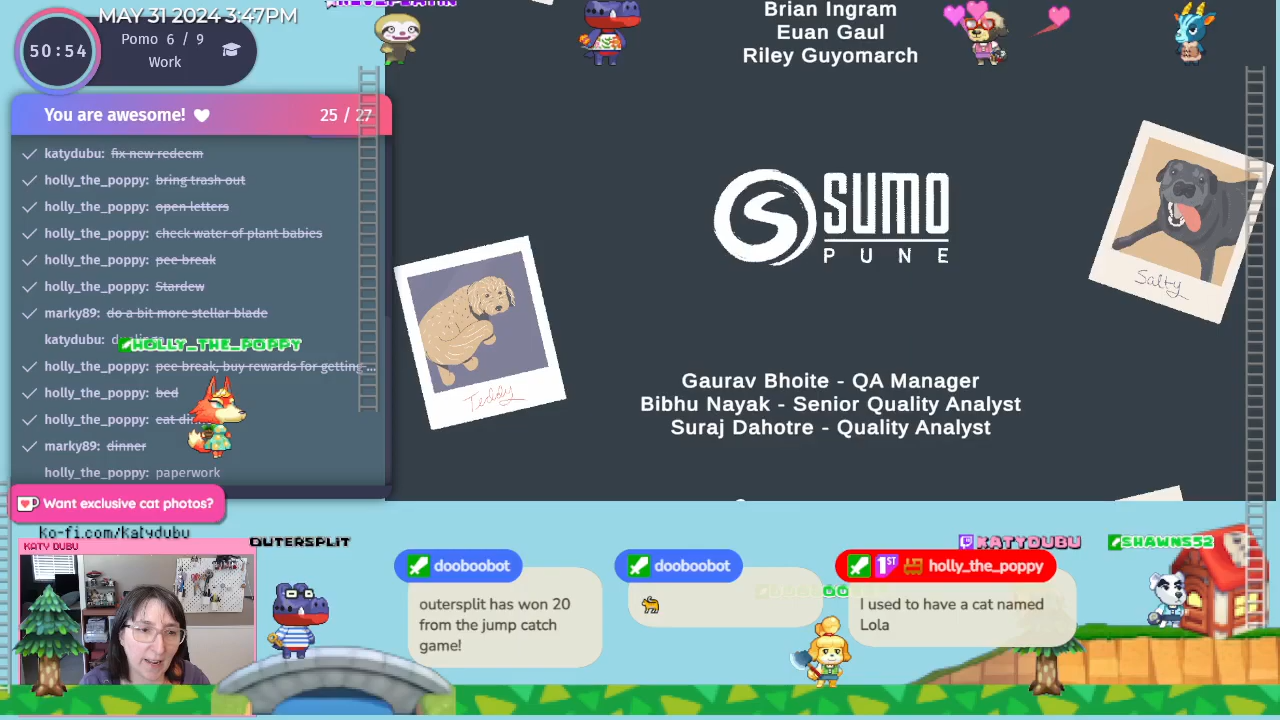 MAY 31 2024 3:47PM
50:54
Pomo 6 / 9
Work
You are awesome!
25 / 27
katydubu: fix new redeem
holly_the_poppy: bring trash out
holly_the_poppy: open letters
holly_the_poppy: check water of plant babies
holly_the_poppy: pee break
holly_the_poppy: Stardew
marky89: do a bit more stellar blade
katydubu:
HOLLY_THE_POPPY
holly_the_poppy: pee break, buy rewards for getting ...
holly_the_poppy: bed
holly_the_poppy: eat
marky89: dinner
holly_the_poppy: paperwork
Want exclusive cat photos?
Ko-fi.com/Katydubu
KATY DUBU
Brian Ingram
Euan Gaul
Riley Guyomarch
SUMO
PUNE
Teddy
Salty
Gaurav Bhoite - QA Manager
Bibhu Nayak - Senior Quality Analyst
Suraj Dahotre - Quality Analyst
OUTERSPLIT
KATYDUBU
SHAWNS52
dooboobot
outersplit has won 20
from the jump catch
game!
dooboobot
1ST holly_the_poppy
I used to have a cat named
Lola